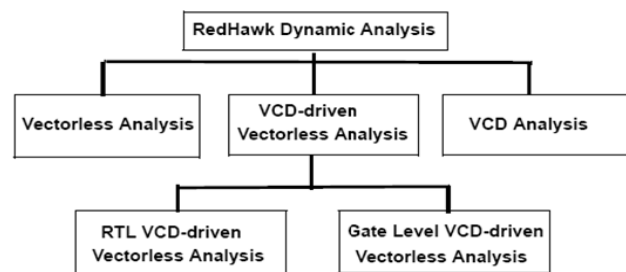 RedHawk Dynamic Analysis
Vectorless Analysis
VCD-driven
Vectorless Analysis
VCD Analysis
RTL VCD-driven
Vectorless Analysis
Gate Level VCD-driven
Vectorless Analysis